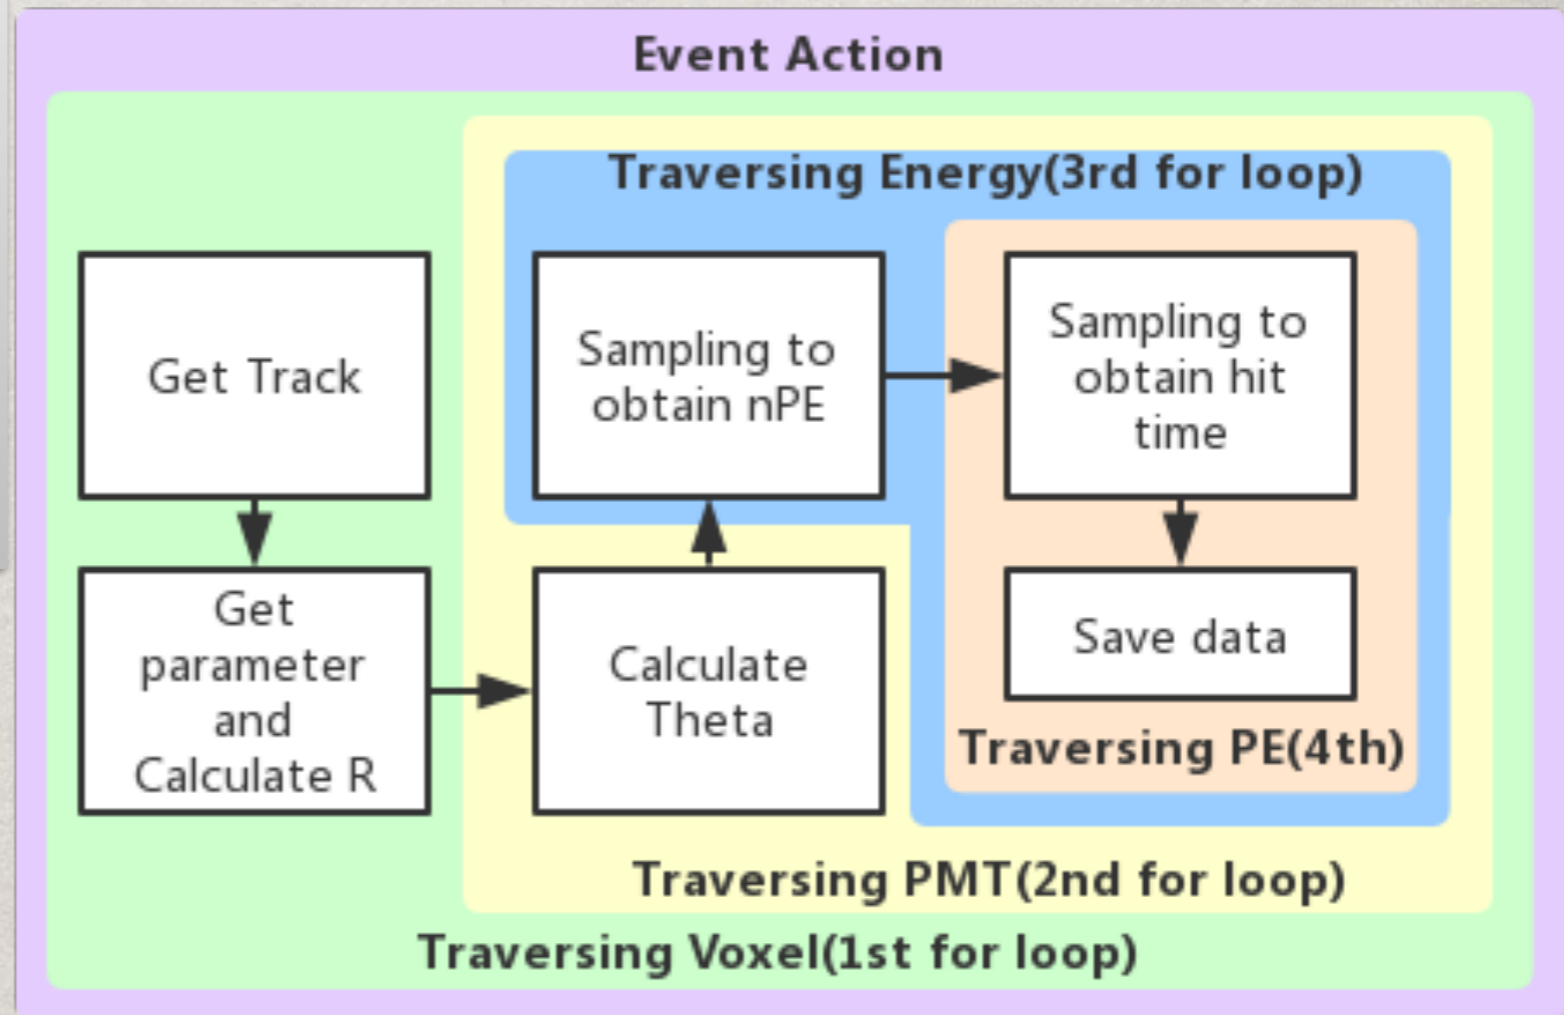 Event Action
Traversing Energy(3rd for loop)
Get Track
Sampling to
obtain nPE
Sampling to
obtain hit
time
Get
parameter
and
Calculate R
Calculate
Theta
Save data
Traversing PE(4th)
Traversing PMT(2nd for loop)
Traversing Voxel(1st for loop)